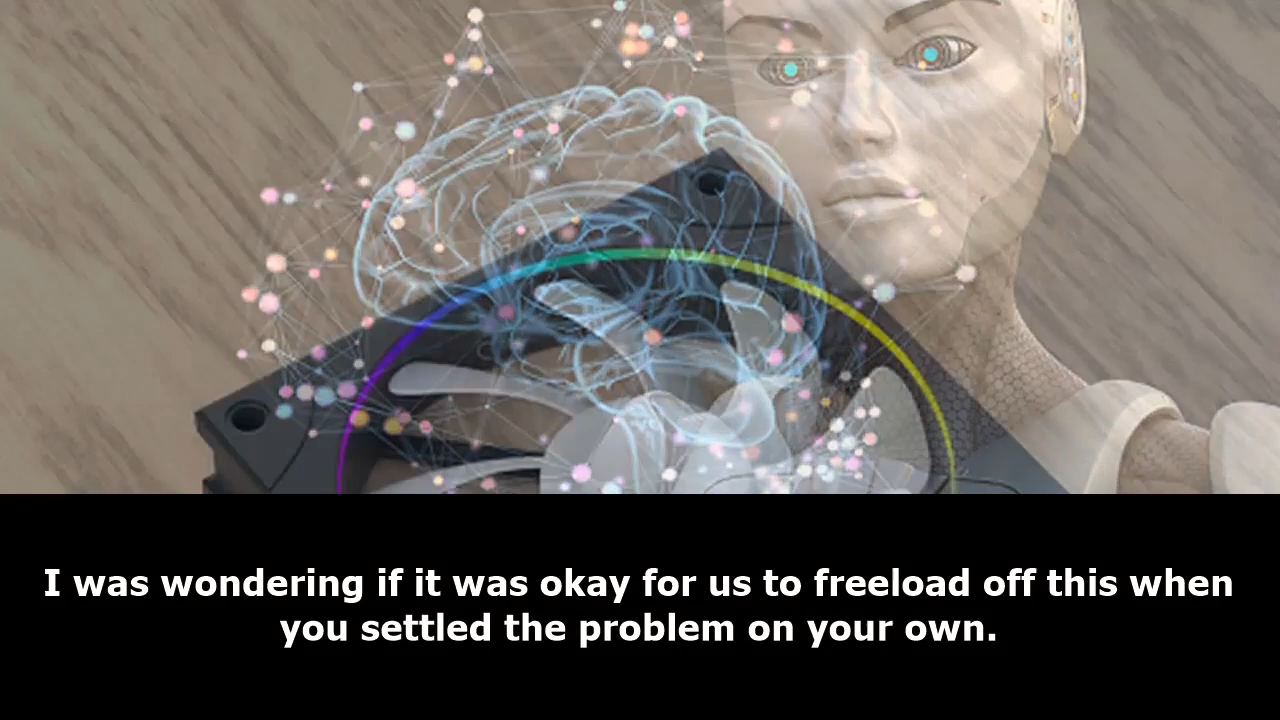 I was wondering if it was okay for us to freeload off this when
you settled the problem on your own.